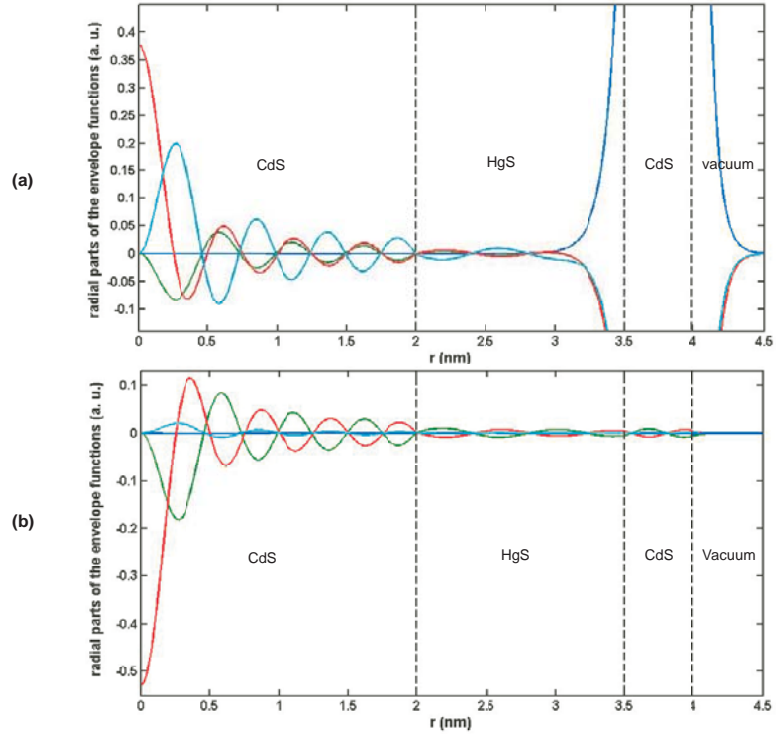 (a)
radial parts of the envelope functions (a. u.)
0.4
0.35
0.3
0.25
0.2
0.15
0.1
0.05
0
-0.05
-0.1
CdS
HgS
CdS
vacuum
0 0.5 1 1.5 2 2.5 3 3.5 4 4.5
r (nm)
(b)
radial parts of the envelope functions (a. u.)
0.1
0
-0.1
-0.2
-0.3
-0.4
-0.5
CdS
HgS
CdS
Vacuum
0 0.5 1 1.5 2 2.5 3 3.5 4 4.5
r (nm)